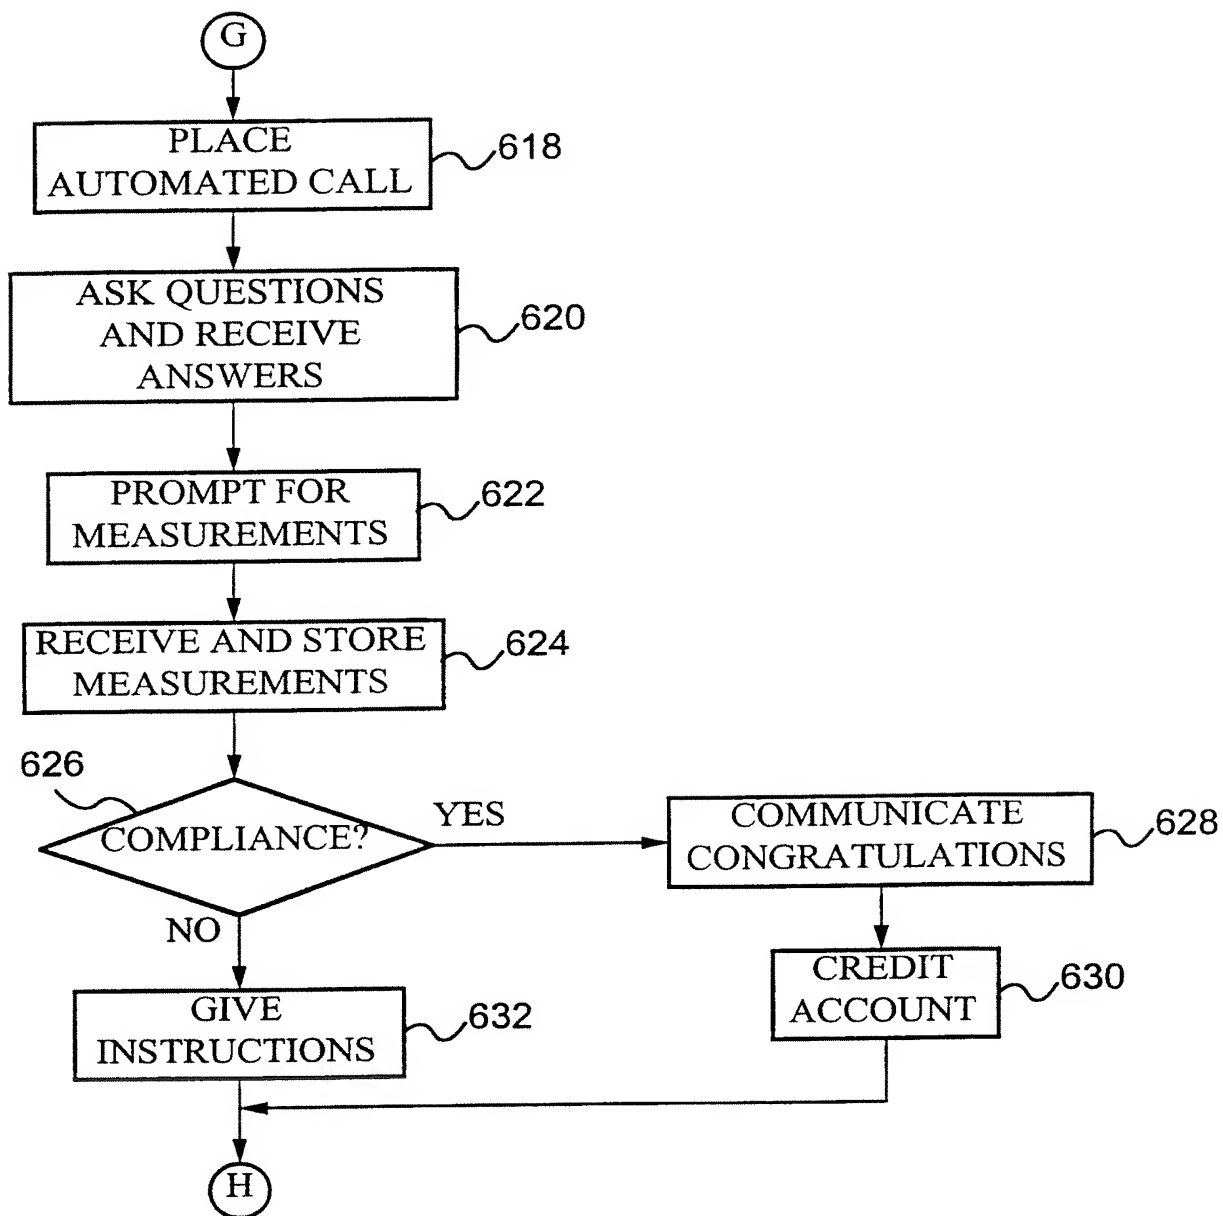 G
PLACE
AUTOMATED CALL
618
ASK QUESTIONS
AND RECEIVE
ANSWERS
620
PROMPT FOR
MEASUREMENTS
622
RECEIVE AND STORE
MEASUREMENTS
624
626
COMPLIANCE?
YES
COMMUNICATE
CONGRATULATIONS
628
NO
CREDIT
ACCOUNT
630
GIVE
INSTRUCTIONS
632
H